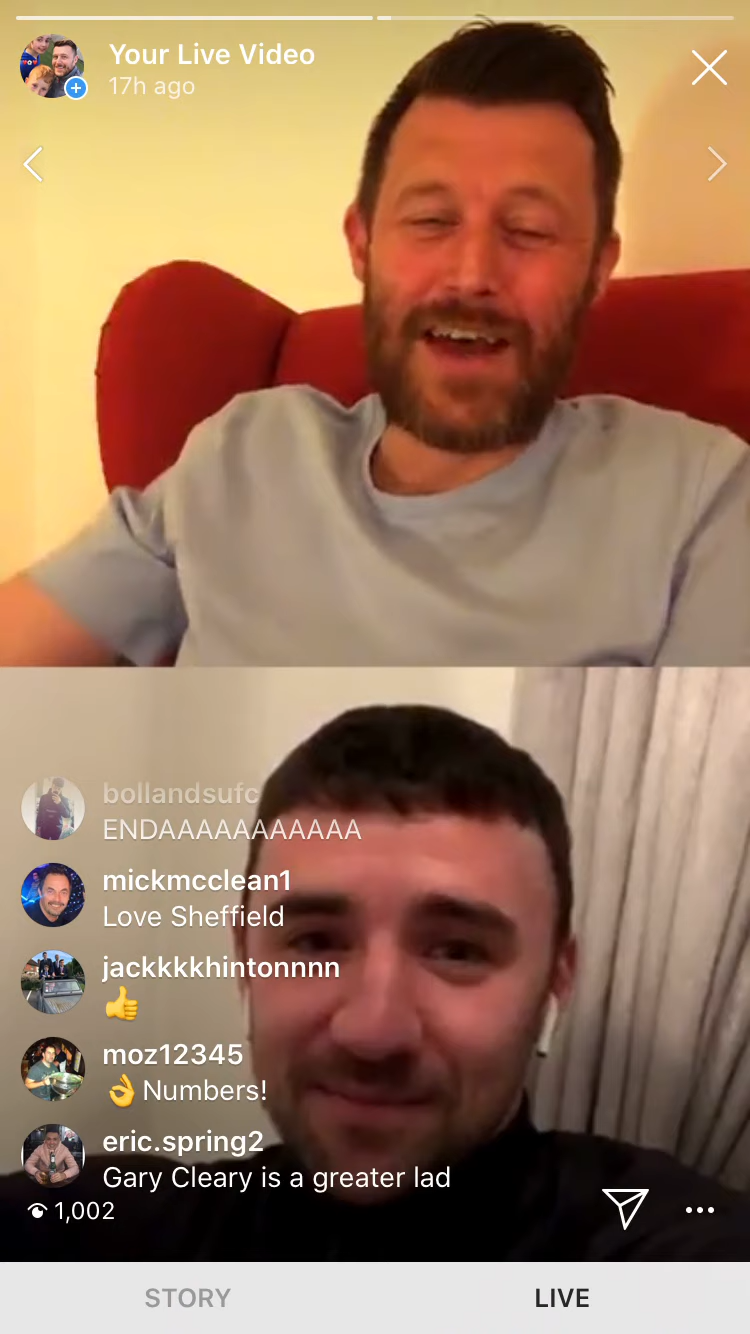 Your Live Video
17h ago
bollandsufc
ENDAAAAAAAAAAA
mickmcclean1
Love Sheffield
jackkkkhintonnnn
👍
moz12345
👌Numbers!
eric.spring2
Gary Cleary is a greater lad
1,002
STORY
LIVE